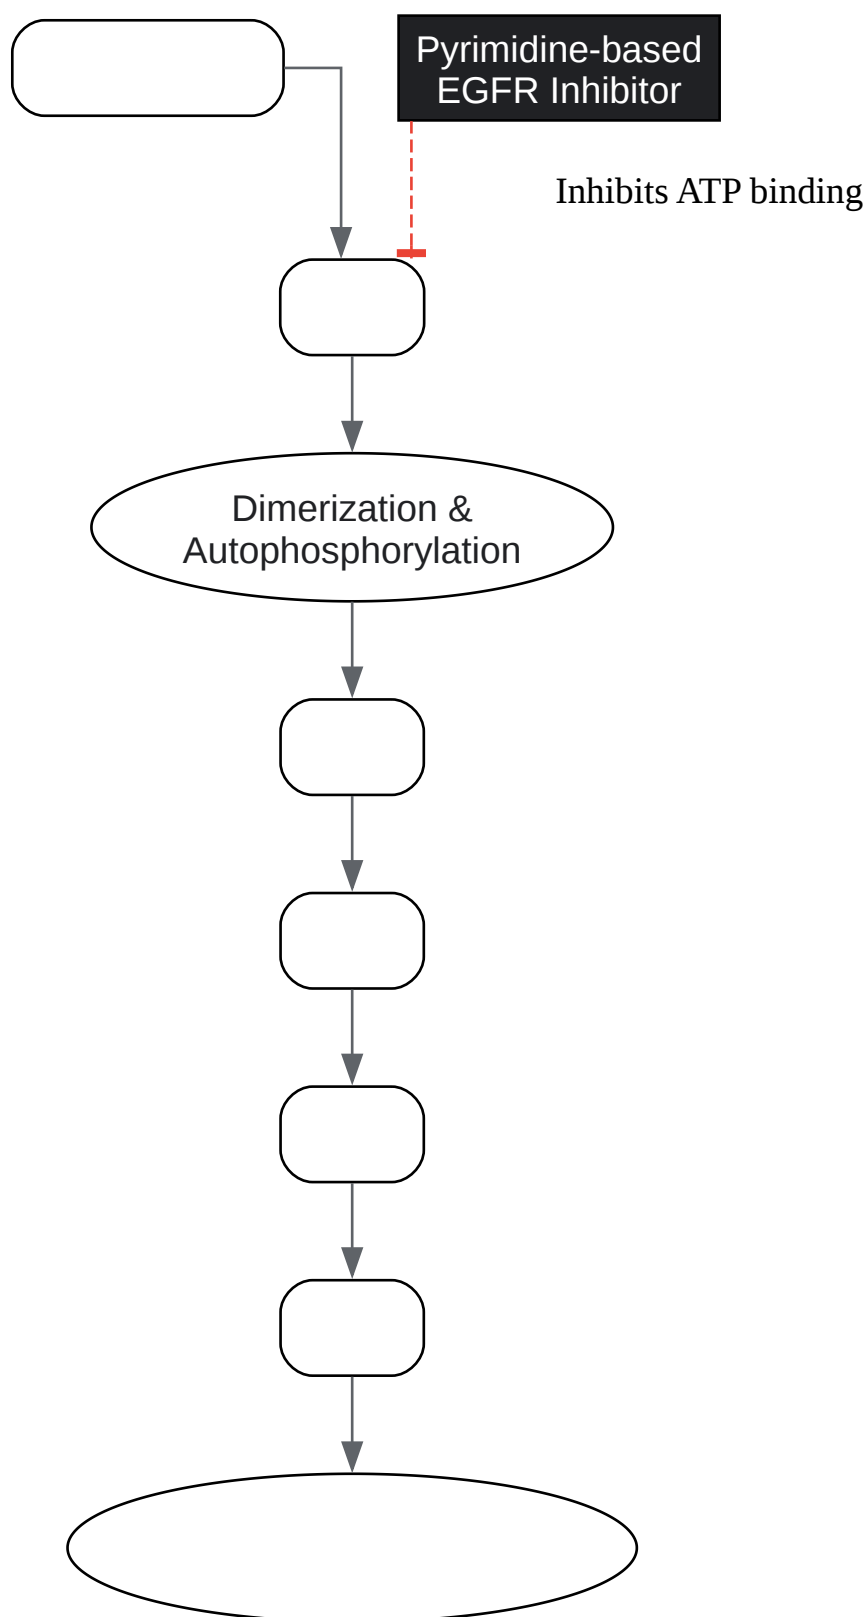 Pyrimidine-based
EGFR Inhibitor
Inhibits ATP binding
Dimerization &
Autophosphorylation